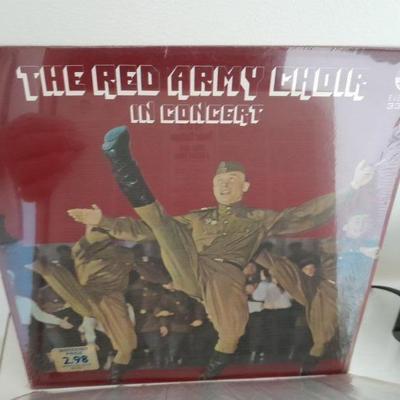 THE RED ARMY CHOIR
IN CONCERT
2.98